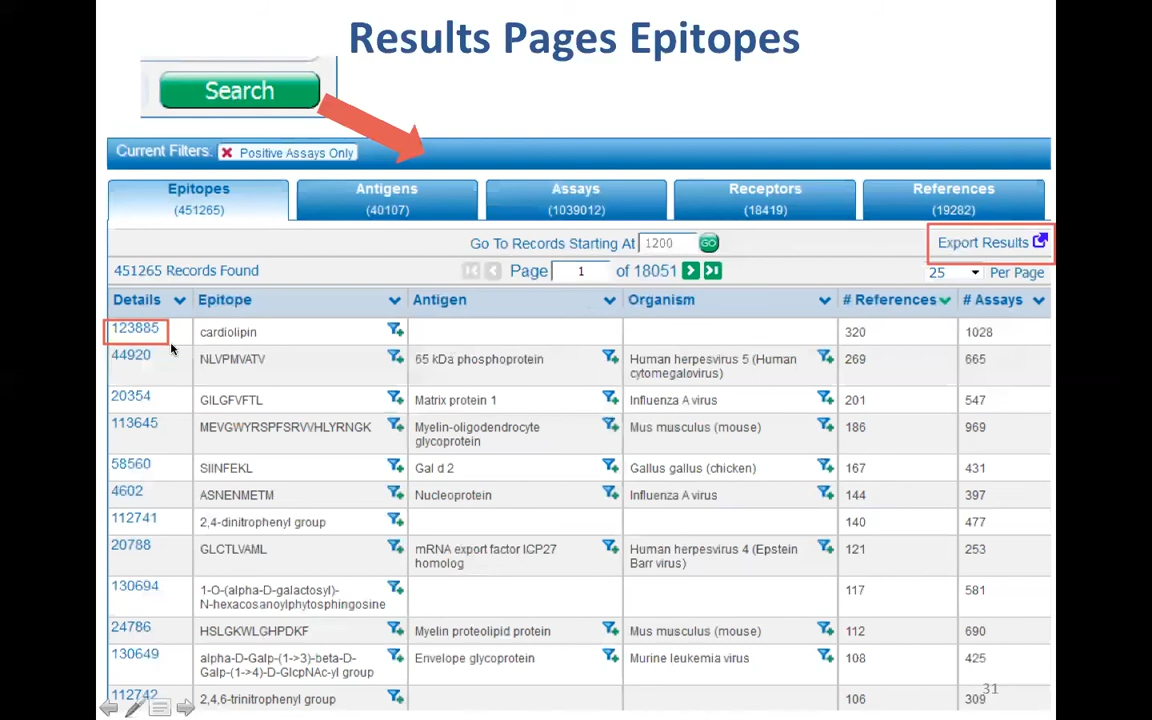 Results Pages Epitopes
Search
Current Filters: Positive Assays Only
Epitopes Antigens Assays Receptors References
(451265) (40107) (1039012) (18419) (19282)
Go To Records Starting At 1200 GO Export Results
451265 Records Found Page 1 of 18051 25 Per Page
Details Epitope Antigen Organism # References # Assays
123885 cardiolipin 320 1028
44920 NLVPMVATV 65 kDa phosphoprotein Human herpesvirus 5 (Human 269 665
cytomegalovirus)
20354 GILGFVFTL Matrix protein 1 Influenza A virus 201 547
113645 MEVGWYRSPFSRVVHLYRNGK Myelin-oligodendrocyte Mus musculus (mouse) 186 969
glycoprotein
58560 SIINFEKL Gal d 2 Gallus gallus (chicken) 167 431
4602 ASNENMETM Nucleoprotein Influenza A virus 144 397
112741 2,4-dinitrophenyl group 140 477
20788 GLCTLVAML mRNA export factor ICP27 Human herpesvirus 4 (Epstein 121 253
homolog Barr virus)
130694 1-O-(alpha-D-galactosyl)- 117 581
N-hexacosanoylphytosphingosine
24786 HSLGKWLGHPDKF Myelin proteolipid protein Mus musculus (mouse) 112 690
130649 alpha-D-Galp-(1->3)-beta-D- Envelope glycoprotein Murine leukemia virus 108 425
Galp-(1->4)-D-GlcpNAc-yl group
112742 2,4,6-trinitrophenyl group 106 309
31